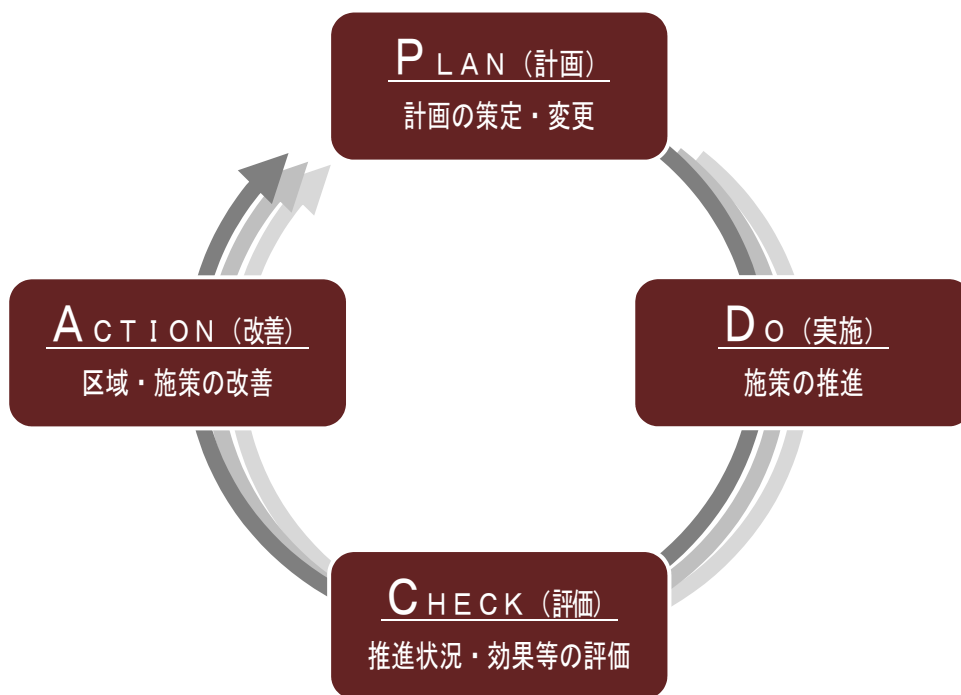 ＰＬＡＮ（計画）
計画の策定・変更
ＡＣＴＩＯＮ（改善）
区域・施策の改善
ＤＯ（実施）
施策の推進
ＣＨＥＣＫ（評価）
推進状況・効果等の評価